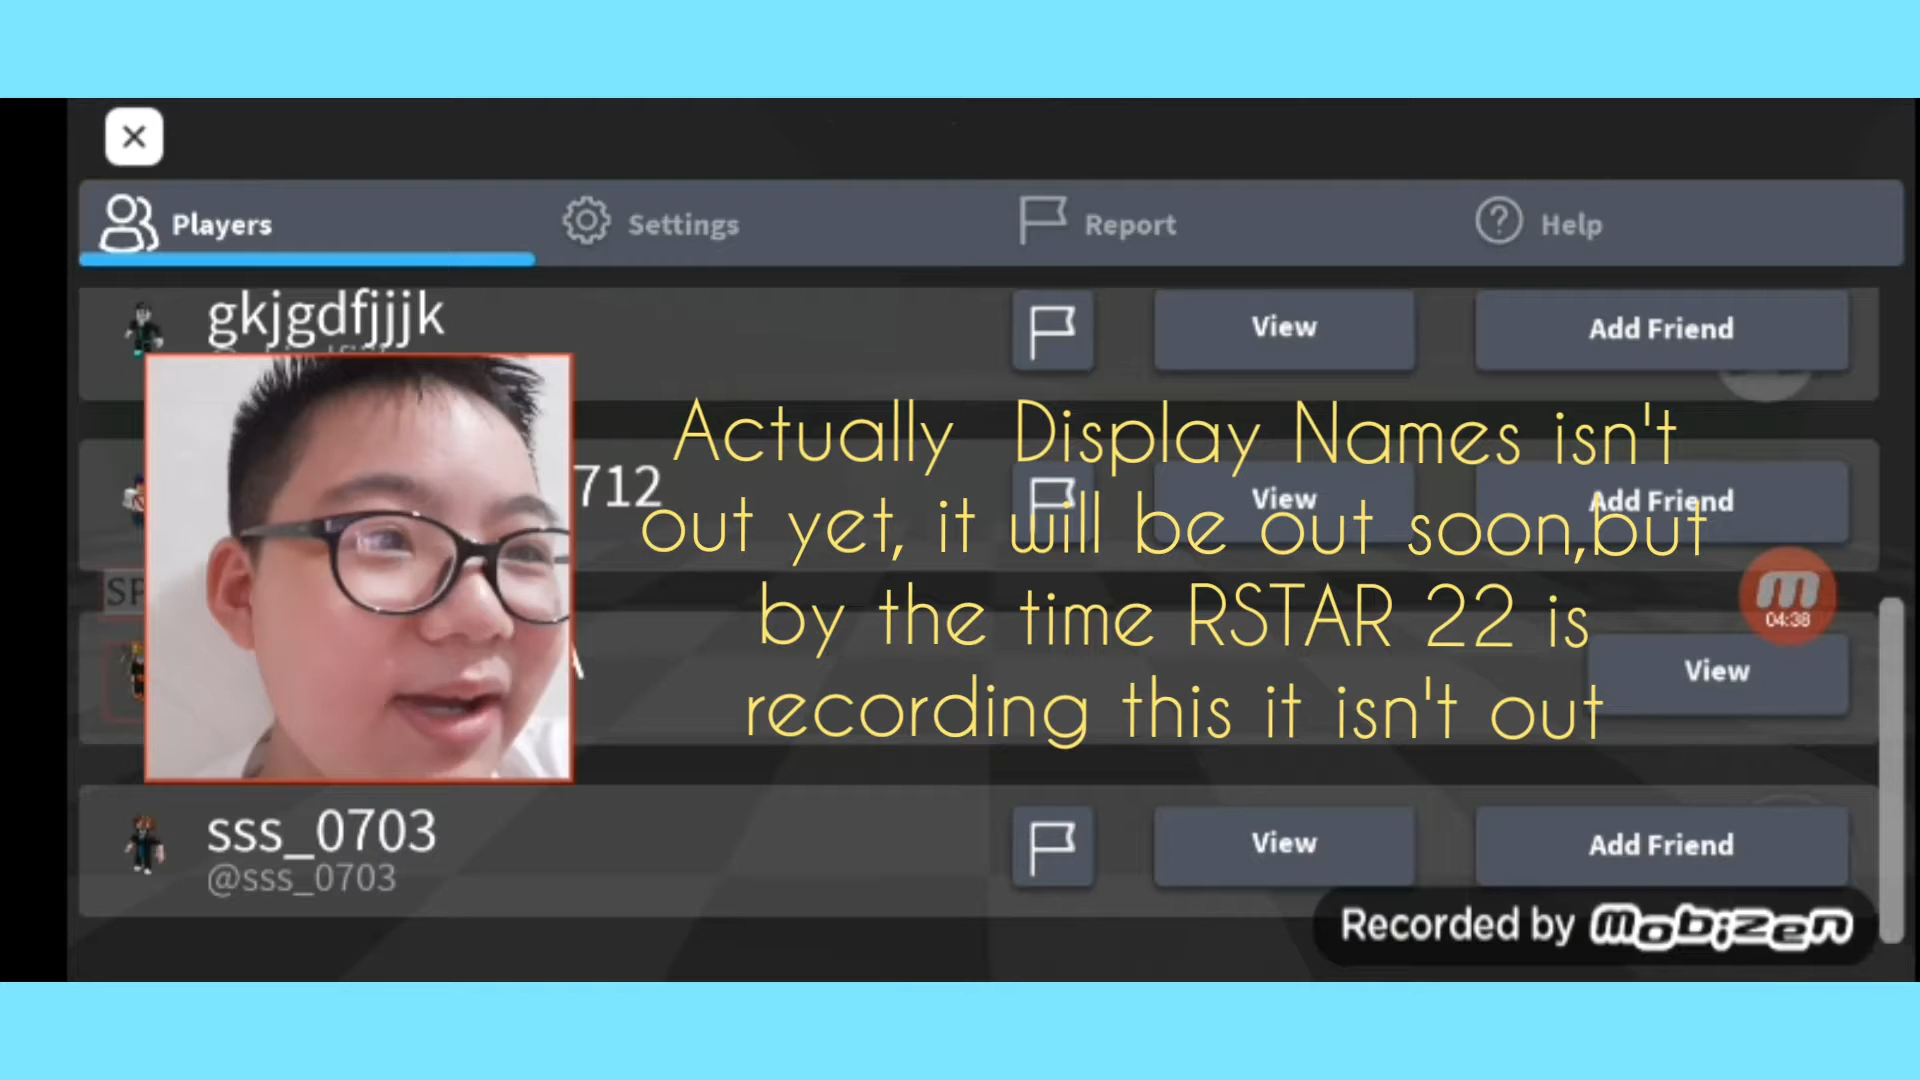 Players
Settings
Report
Help
gkjgdfjjjk
View
Add Friend
Actually Display Names isn't
out yet, it will be out soon,but
by the time RSTAR 22 is
recording this it isn't out
712
View
Add Friend
04:38
View
sss_0703
@sss_0703
View
Add Friend
Recorded by mobizen